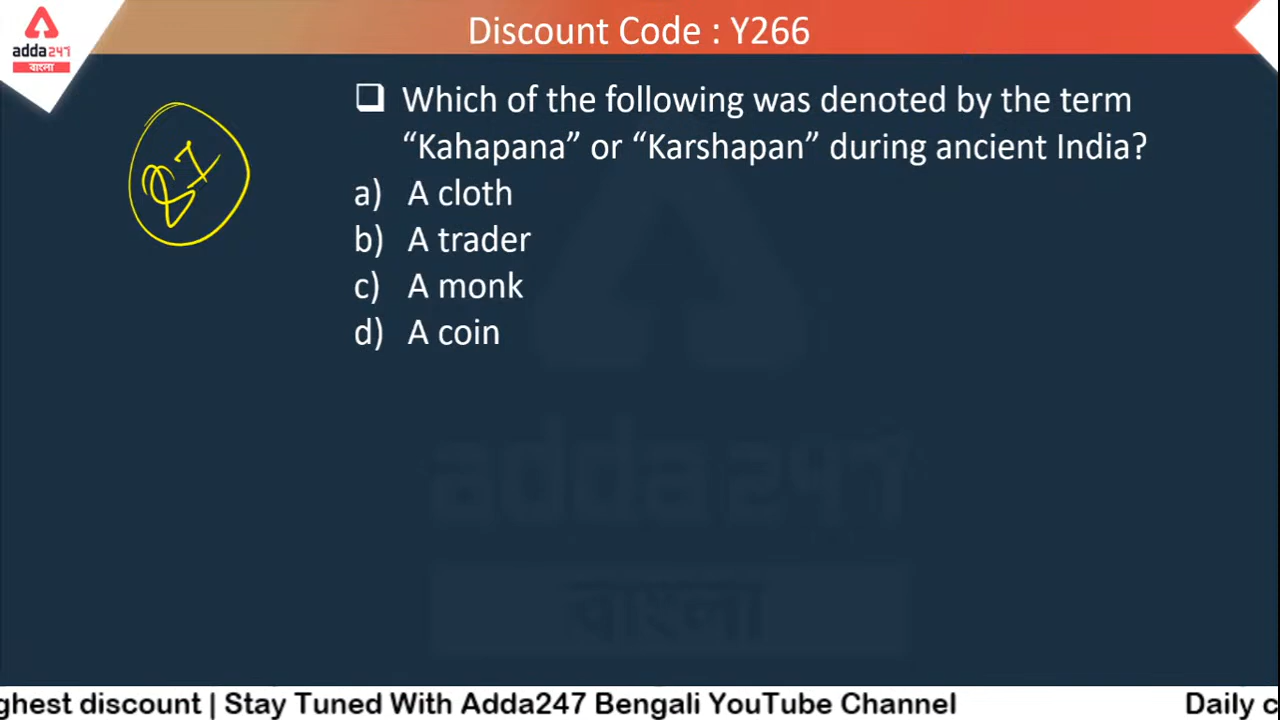 Discount Code : Y266
adda247
বাংলা
❑ Which of the following was denoted by the term
“Kahapana” or “Karshapan” during ancient India?
a) A cloth
b) A trader
c) A monk
d) A coin
87
adda247
বাংলা
ghest discount | Stay Tuned With Adda247 Bengali YouTube Channel
Daily c